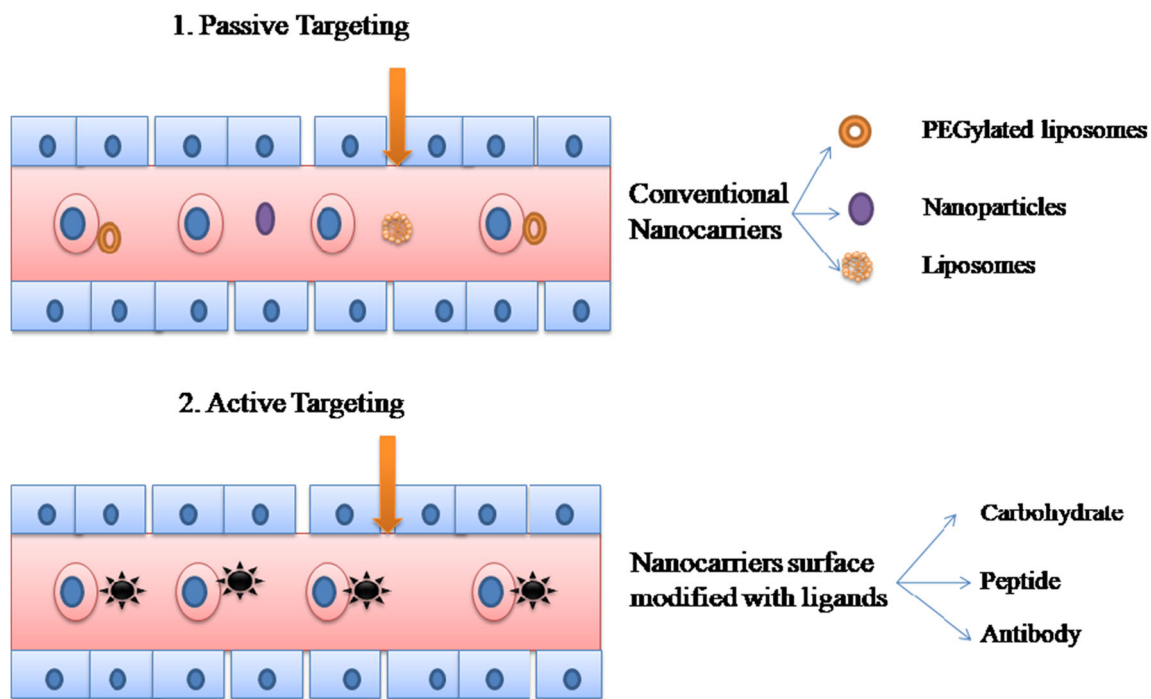 1. Passive Targeting
Conventional
Nanocarriers
PEGylated liposomes
Nanoparticles
Liposomes
2. Active Targeting
Nanocarriers surface
modified with ligands
Carbohydrate
Peptide
Antibody